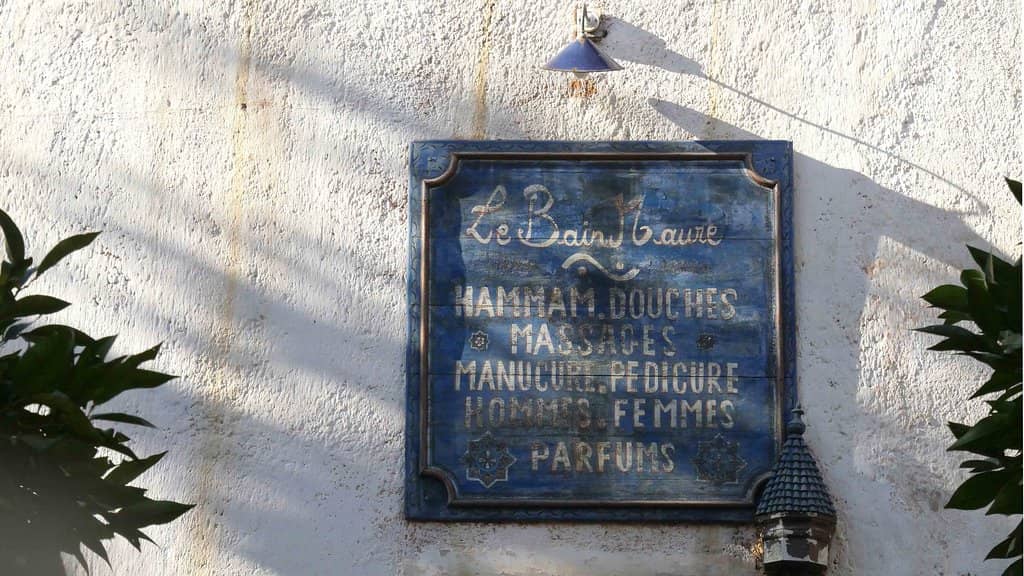 Le Bain Maure
HAMMAM. DOUCHES
MASSAGES
MANUCURE. PEDICURE
HOMMES. FEMMES
PARFUMS